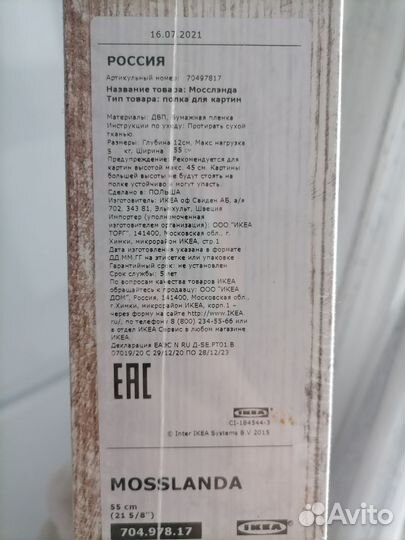 16.07.2021
РОССИЯ
Артикульный номер: 70497817
Название товара: Мосслэнда
Тип товара: полка для картин
Материалы: ДВП, Бумажная пленка
Инструкции по уходу: Протирать сухой
тканью.
Размеры: Глубина 12см, Макс нагрузка
5 кг, Ширина 55 см
Предупреждение: Рекомендуется для
картин высотой макс. 45 см. Картины
большей высоты не будут стоять на
полке устойчиво и могут упасть.
Сделано в: ПОЛЬША
Изготовитель: ИКЕА оф Свиден АБ, а/я
702, 343 81, Эльмхульт, Швеция
Импортер (уполномоченная
изготовителем организация): ООО "ИКЕА
ТОРГ", 141400, Московская обл., г.
Химки, микрорайон ИКЕА, стр.1
Дата изготовления указана в формате
ДД.ММ.ГГ на этикетке или упаковке
Гарантийный срок: не установлен
Срок службы: 5 лет
По вопросам качества товаров ИКЕА
обращайтесь к продавцу: ООО "ИКЕА
ДОМ", Россия, 141400, Московская обл.,
г.Химки, микрорайон ИКЕА, корп.1 –
через форму на сайте http://www.IKEA.
ru/, по телефону 8 (800) 234-55-66 или
в отдел ИКЕА Сервис в любом магазине
ИКЕА.
Декларация ЕАЭС N RU Д-SE.РТ01.В
07019/20 С 29/12/20 ПО 28/12/23
EAC
IKEA
CI-184544-3
© Inter IKEA Systems B.V 2015
MOSSLANDA
55 cm
(21 5/8")
704.978.17
IKEA
Avito